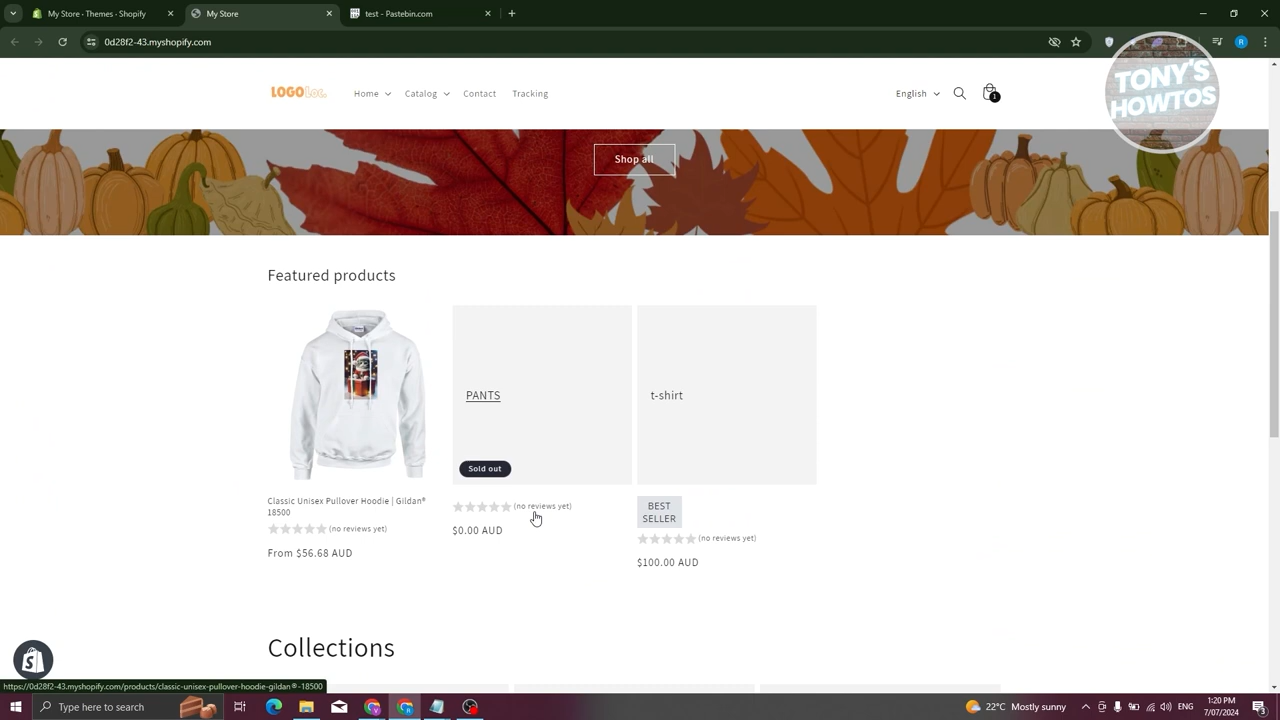 My Store - Themes · Shopify
My Store
test - Pastebin.com
0d28f2-43.myshopify.com
TONY'S
HOWTOS
LOGO Loc.
Home
Catalog
Contact
Tracking
English
1
Shop all
Featured products
PANTS
t-shirt
Sold out
Classic Unisex Pullover Hoodie | Gildan®
18500
(no reviews yet)
From $56.68 AUD
(no reviews yet)
$0.00 AUD
BEST
SELLER
(no reviews yet)
$100.00 AUD
Collections
https://0d28f2-43.myshopify.com/products/classic-unisex-pullover-hoodie-gildan®-18500
Type here to search
22°C Mostly sunny
1:20 PM
7/07/2024